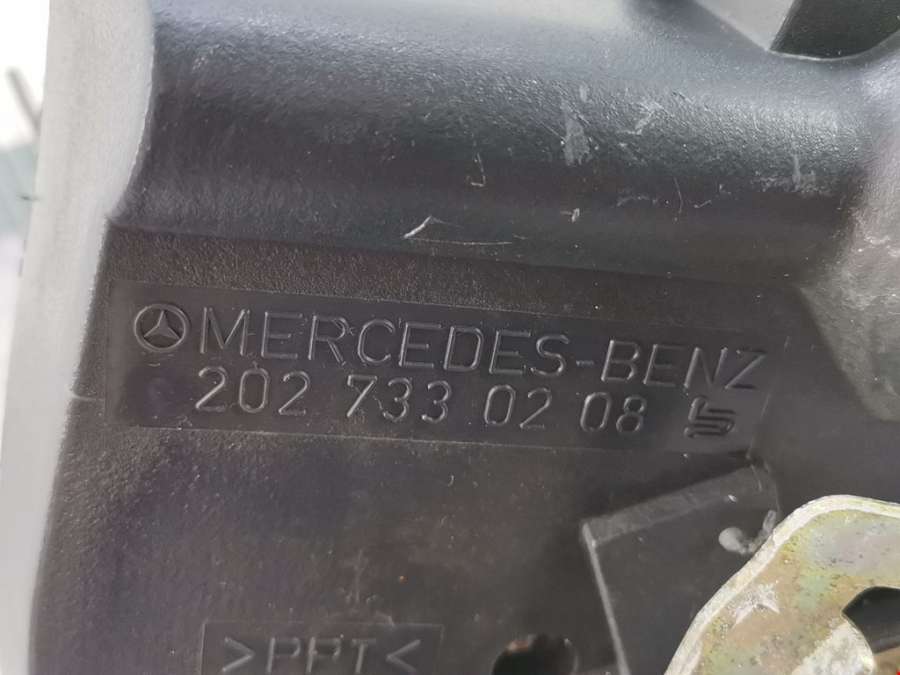 MERCEDES-BENZ
202 733 02 08
>PPT<